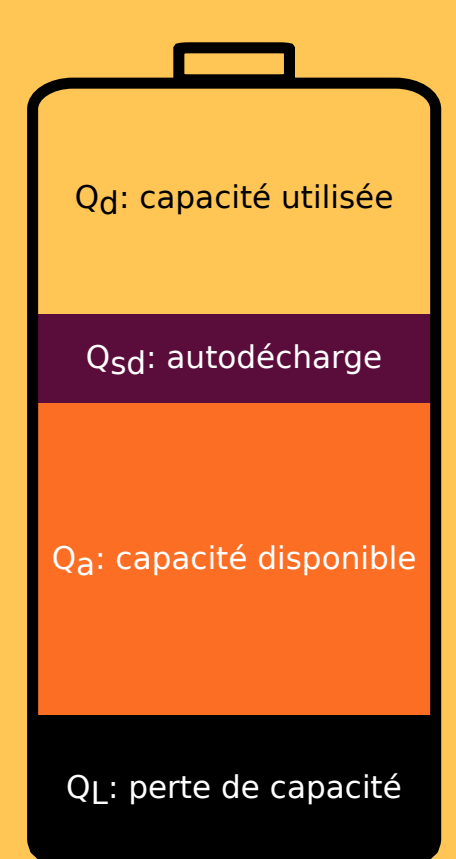 Qd: capacité utilisée
Qsd: autodécharge
Qa: capacité disponible
QL: perte de capacité